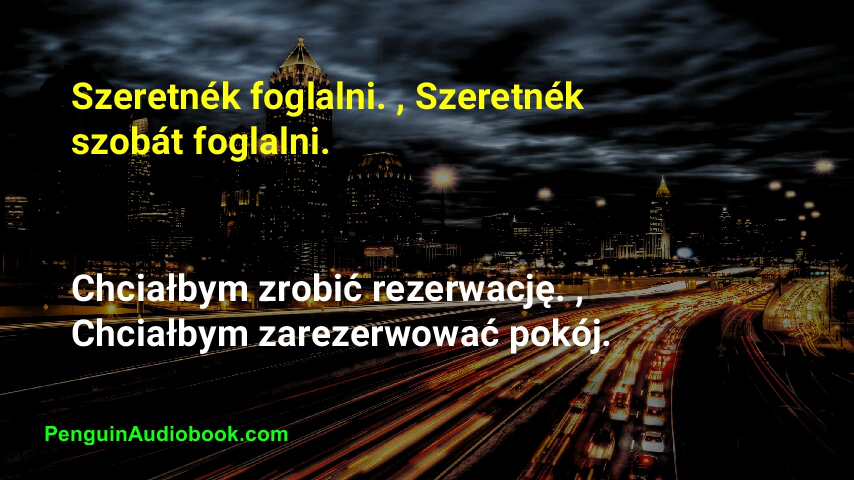 Szeretnék foglalni. , Szeretnék
szobát foglalni.
Chciałbym zrobić rezerwację. ,
Chciałbym zarezerwować pokój.
PenguinAudiobook.com